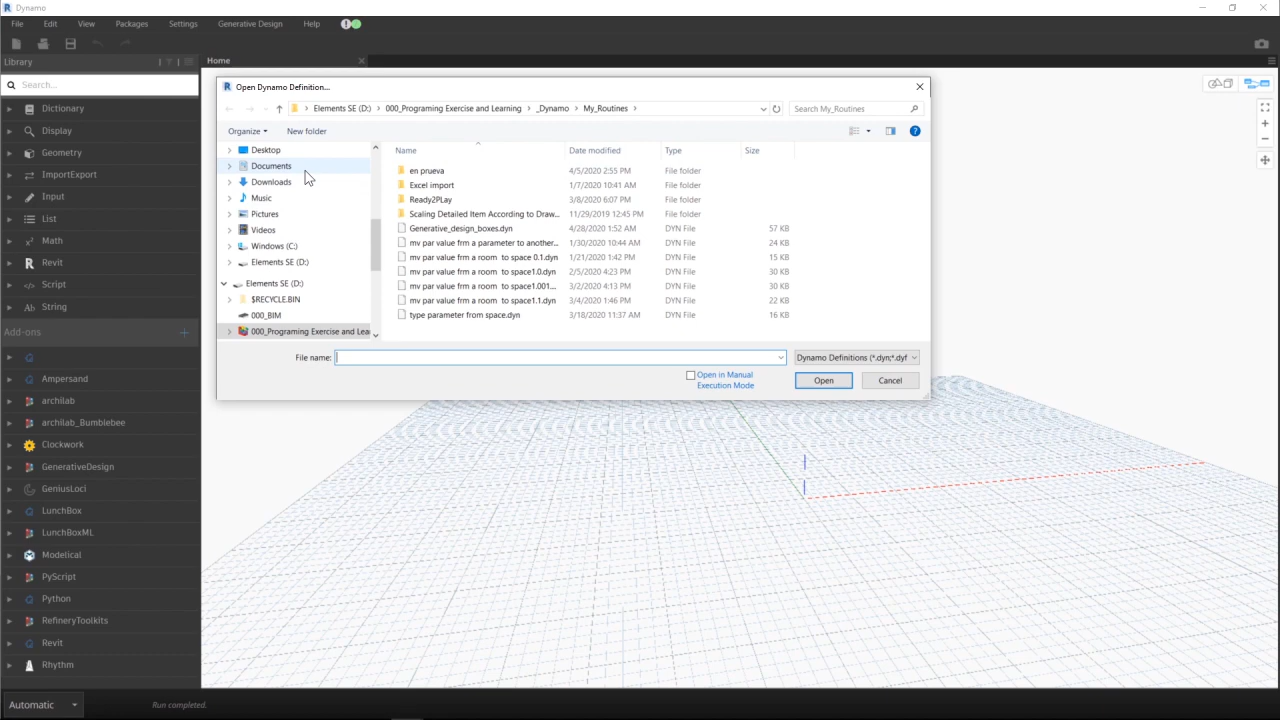 Dynamo
File Edit View Packages Settings Generative Design Help
Library
Home
Search...
Dictionary
Display
Geometry
ImportExport
Input
List
Math
Revit
Script
String
Add-ons
Ampersand
archilab
archilab_Bumblebee
Clockwork
GenerativeDesign
GeniusLoci
LunchBox
LunchBoxML
Modelical
PyScript
Python
RefineryToolkits
Revit
Rhythm
Open Dynamo Definition...
Elements SE (D:) 000_Programing Exercise and Learning _Dynamo My_Routines
Search My_Routines
Organize New folder
Desktop
Documents
Downloads
Music
Pictures
Videos
Windows (C:)
Elements SE (D:)
Elements SE (D:)
$RECYCLE.BIN
000_BIM
000_Programing Exercise and Lea
Name Date modified Type Size
en prueva 4/5/2020 2:55 PM File folder
Excel import 1/7/2020 10:41 AM File folder
Ready2PLay 3/8/2020 6:07 PM File folder
Scaling Detailed Item According to Draw... 11/29/2019 12:45 PM File folder
Generative_design_boxes.dyn 4/28/2020 1:52 AM DYN File 57 KB
mv par value frm a parameter to another... 1/30/2020 10:44 AM DYN File 24 KB
mv par value frm a room to space 0.1.dyn 1/21/2020 1:42 PM DYN File 15 KB
mv par value frm a room to space1.0.dyn 2/5/2020 4:23 PM DYN File 30 KB
mv par value frm a room to space1.001... 3/2/2020 4:13 PM DYN File 30 KB
mv par value frm a room to space1.1.dyn 3/4/2020 1:46 PM DYN File 22 KB
type parameter from space.dyn 3/18/2020 11:37 AM DYN File 16 KB
File name: Dynamo Definitions (*.dyn;*.dyf
Open in Manual
Execution Mode
Open Cancel
Automatic Run completed.